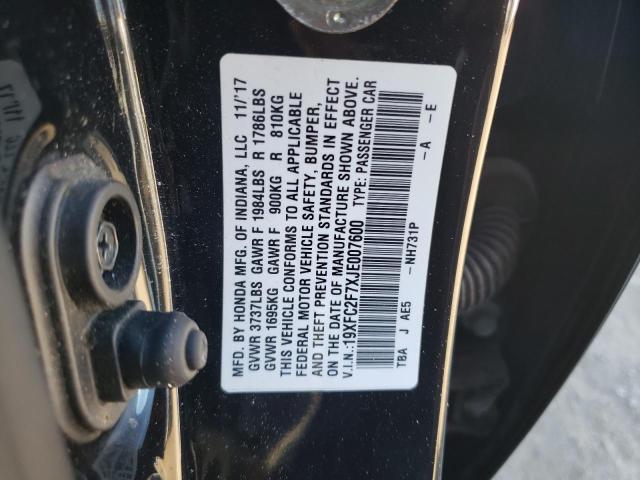 MFD. BY HONDA MFG. OF INDIANA, LLC 11/'17
GVWR 3737LBS GAWR F 1984LBS R 1786LBS
GVWR 1695KG GAWR F 900KG R 810KG
THIS VEHICLE CONFORMS TO ALL APPLICABLE
FEDERAL MOTOR VEHICLE SAFETY, BUMPER,
AND THEFT PREVENTION STANDARDS IN EFFECT
ON THE DATE OF MANUFACTURE SHOWN ABOVE.
V.I.N.:19XFC2F7XJE007600 TYPE: PASSENGER CAR
TBA J AE5 -NH731P -A -E